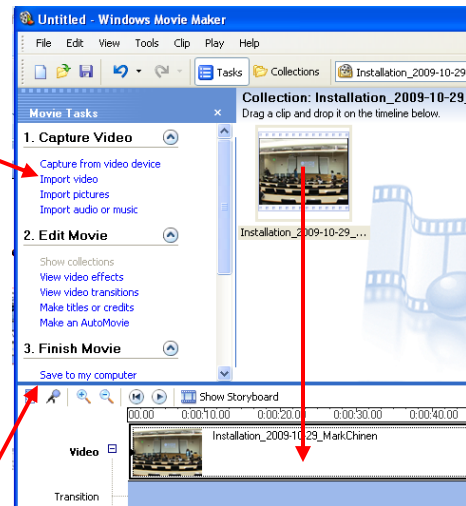 Untitled - Windows Movie Maker
File Edit View Tools Clip Play Help
Tasks Collections Installation_2009-10-29
Movie Tasks
Collection: Installation_2009-10-29_
Drag a clip and drop it on the timeline below.
1. Capture Video
Capture from video device
Import video
Import pictures
Import audio or music
Installation_2009-10-29_...
2. Edit Movie
Show collections
View video effects
View video transitions
Make titles or credits
Make an AutoMovie
3. Finish Movie
Save to my computer
Show Storyboard
00.00 0:00:10.00 0:00:20.00 0:00:30.00 0:00:40.00
Video
Installation_2009-10-29_MarkChinen
Transition